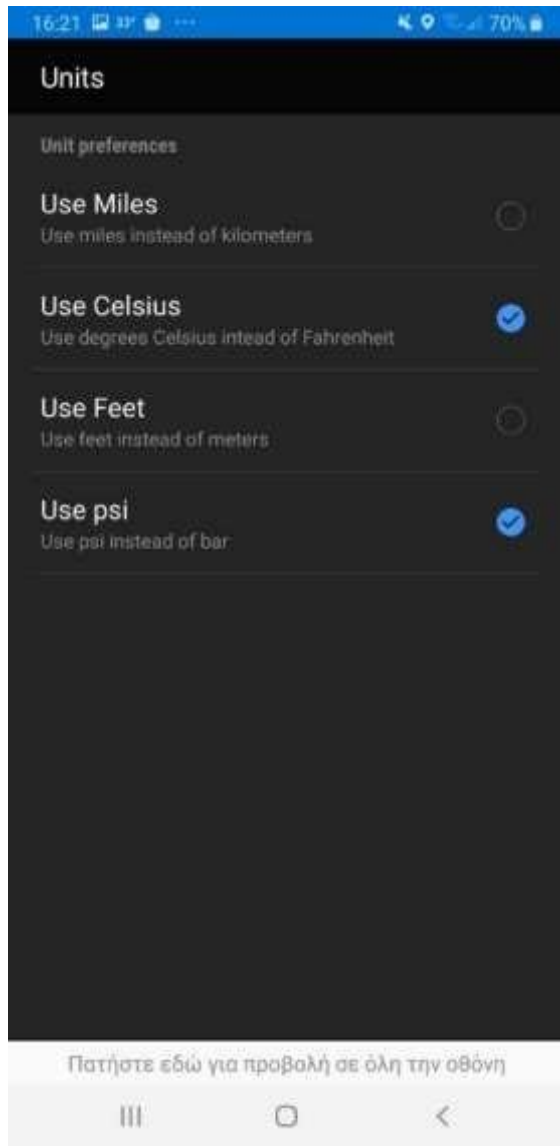 16:21 33° 70%
Units
Unit preferences
Use Miles
Use miles instead of kilometers
Use Celsius
Use degrees Celsius intead of Fahrenheit
Use Feet
Use feet instead of meters
Use psi
Use psi instead of bar
Πατήστε εδώ για προβολή σε όλη την οθόνη